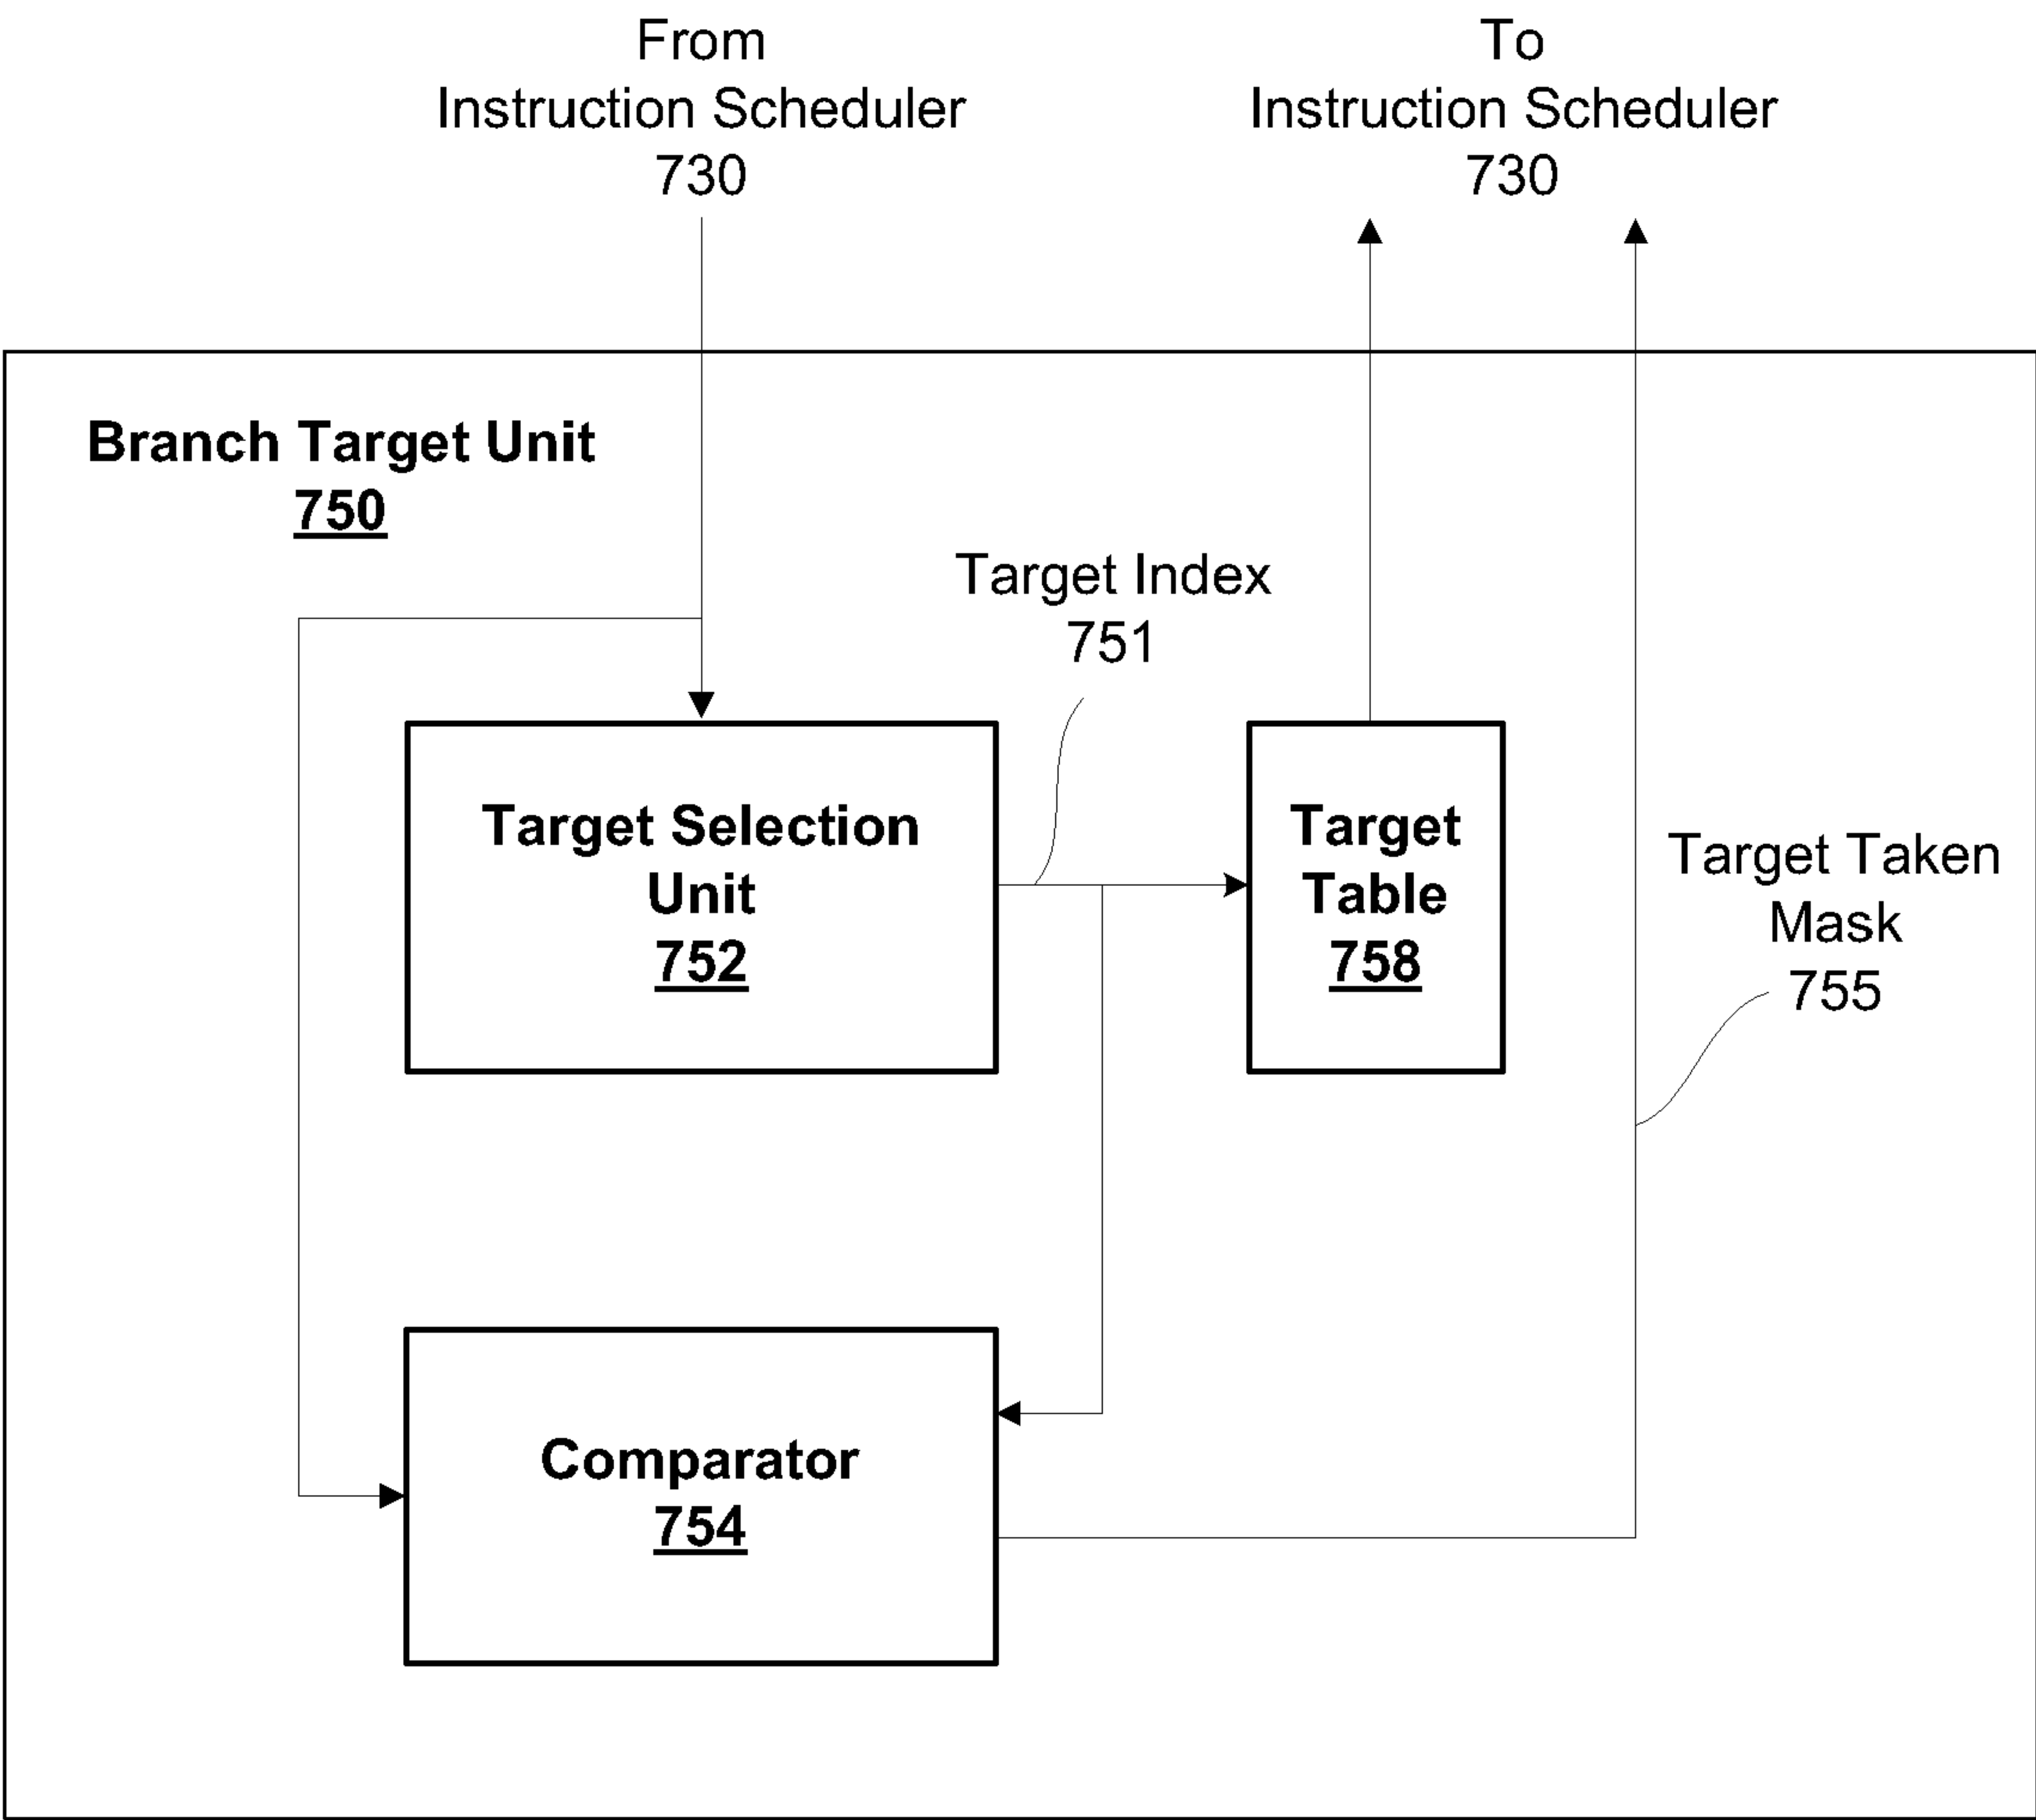 From
Instruction Scheduler
730
To
Instruction Scheduler
730
Branch Target Unit
750
Target Index
751
Target Selection
Unit
752
Target
Table
758
Target Taken
Mask
755
Comparator
754